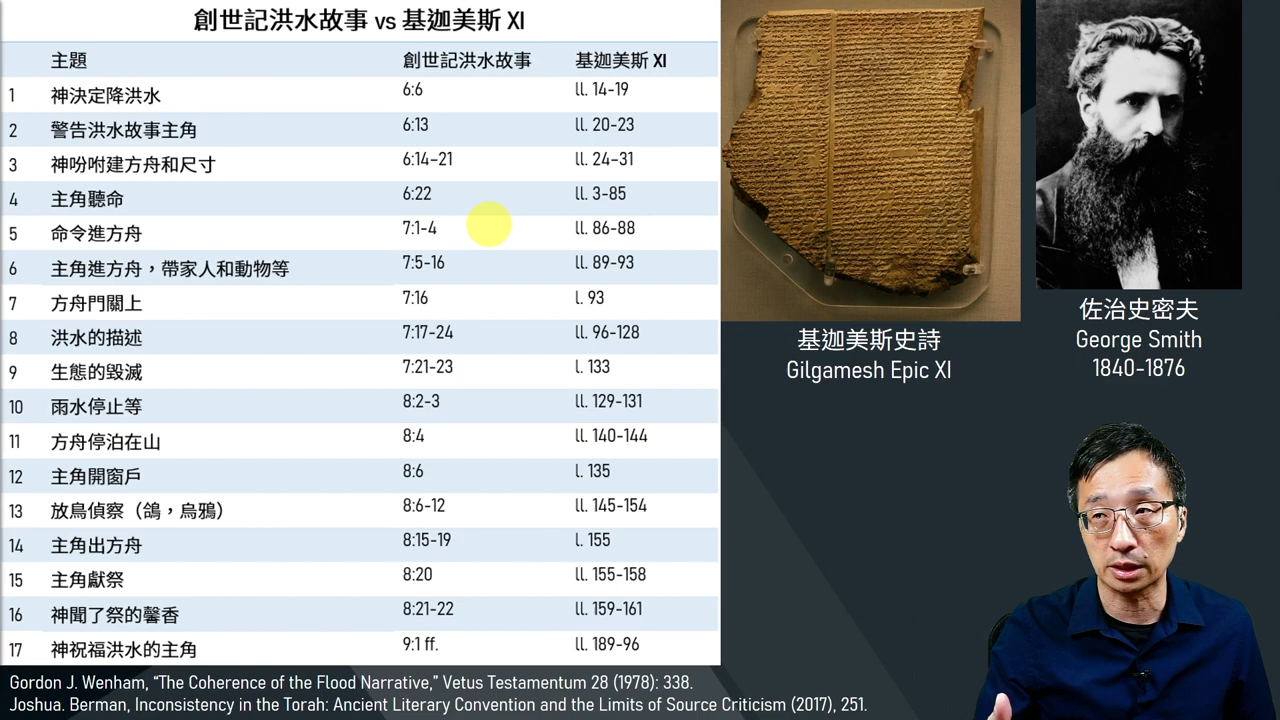 創世記洪水故事 vs 基迦美斯 XI
主題 創世記洪水故事 基迦美斯 XI
1 神決定降洪水 6:6 ll. 14-19
2 警告洪水故事主角 6:13 ll. 20-23
3 神吩咐建方舟和尺寸 6:14–21 ll. 24–31
4 主角聽命 6:22 ll. 3-85
5 命令進方舟 7:1-4 ll. 86-88
6 主角進方舟，帶家人和動物等 7:5-16 ll. 89-93
7 方舟門關上 7:16 l. 93
8 洪水的描述 7:17-24 ll. 96-128
9 生態的毀滅 7:21-23 l. 133
10 雨水停止等 8:2-3 ll. 129-131
11 方舟停泊在山 8:4 ll. 140-144
12 主角開窗戶 8:6 l. 135
13 放鳥偵察（鴿，烏鴉） 8:6-12 ll. 145-154
14 主角出方舟 8:15-19 l. 155
15 主角獻祭 8:20 ll. 155-158
16 神聞了祭的馨香 8:21-22 ll. 159-161
17 神祝福洪水的主角 9:1 ff. ll. 189-96
基迦美斯史詩
Gilgamesh Epic XI
佐治史密夫
George Smith
1840-1876
Gordon J. Wenham, “The Coherence of the Flood Narrative,” Vetus Testamentum 28 (1978): 338.
Joshua. Berman, Inconsistency in the Torah: Ancient Literary Convention and the Limits of Source Criticism (2017), 251.